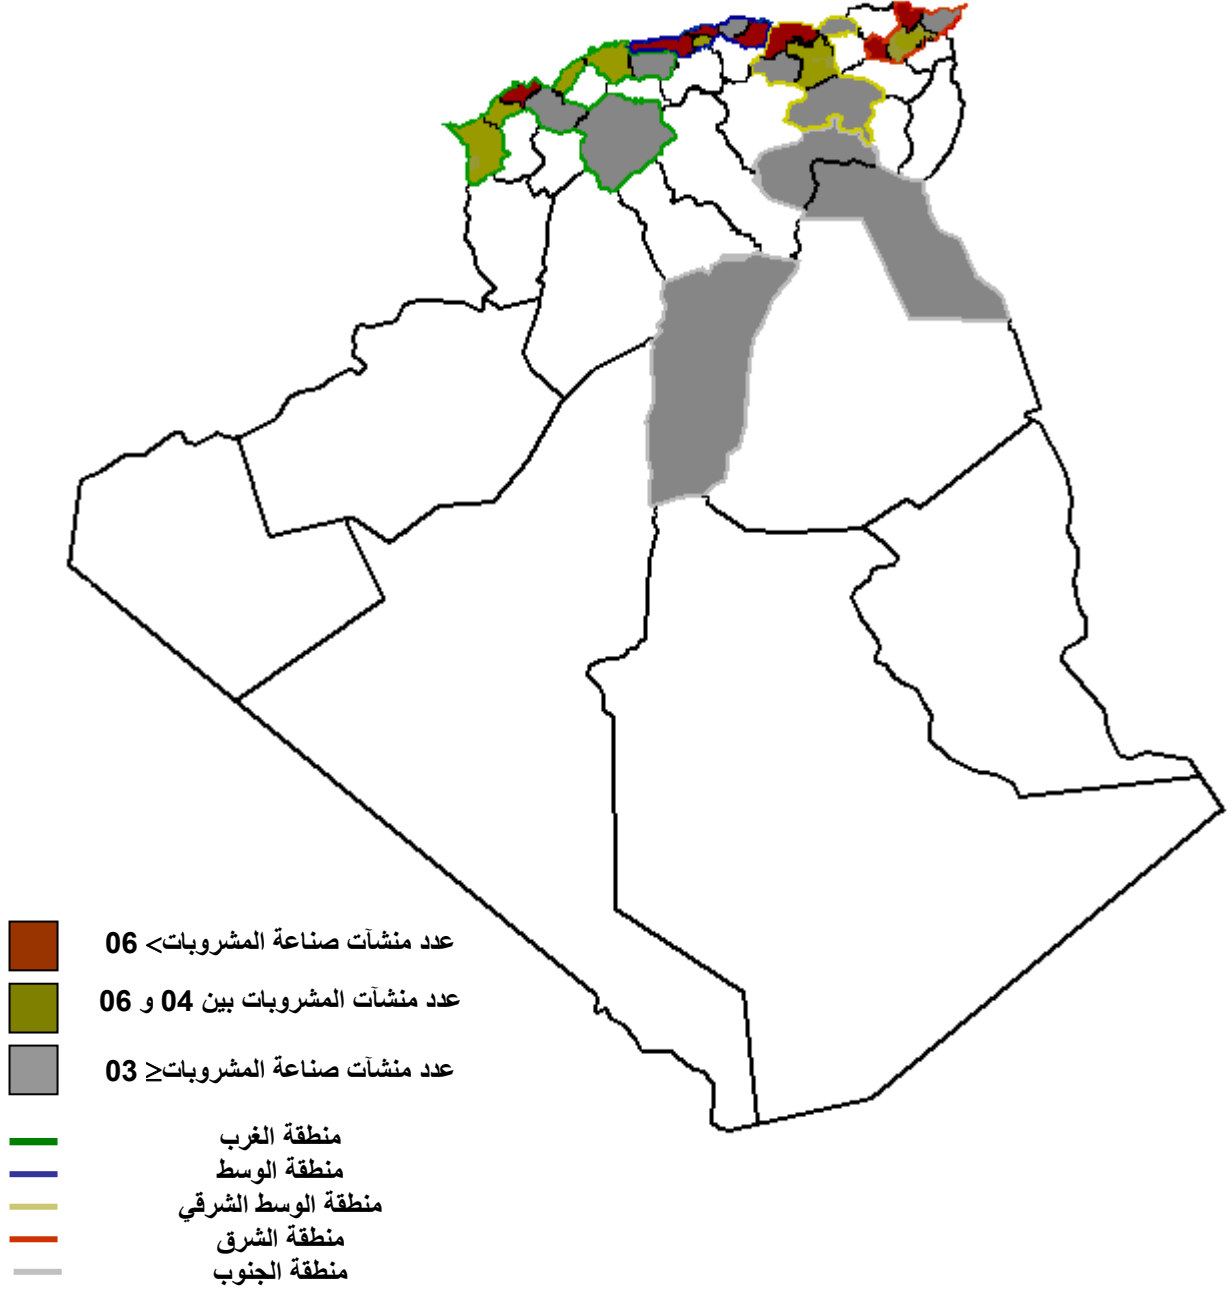 عدد منشآت صناعة المشروبات> 06
عدد منشآت المشروبات بين 04 و 06
عدد منشآت صناعة المشروبات≤ 03
منطقة الغرب
منطقة الوسط
منطقة الوسط الشرقي
منطقة الشرق
منطقة الجنوب